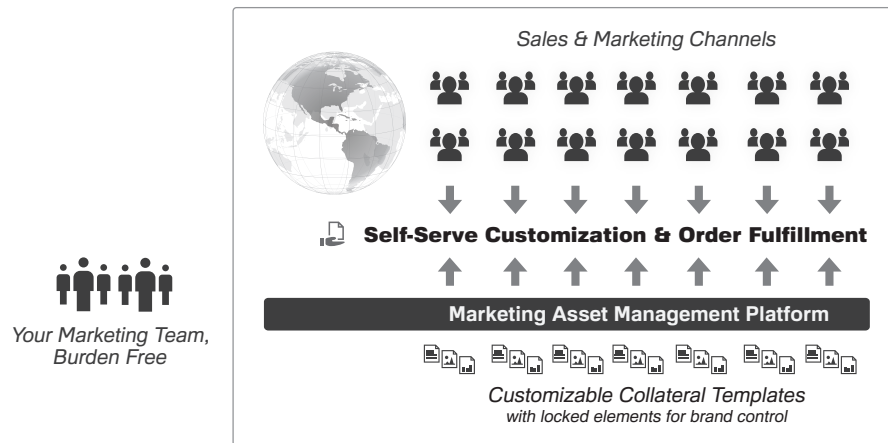 Sales & Marketing Channels
Self-Serve Customization & Order Fulfillment
Marketing Asset Management Platform
Your Marketing Team,
Burden Free
Customizable Collateral Templates
with locked elements for brand control